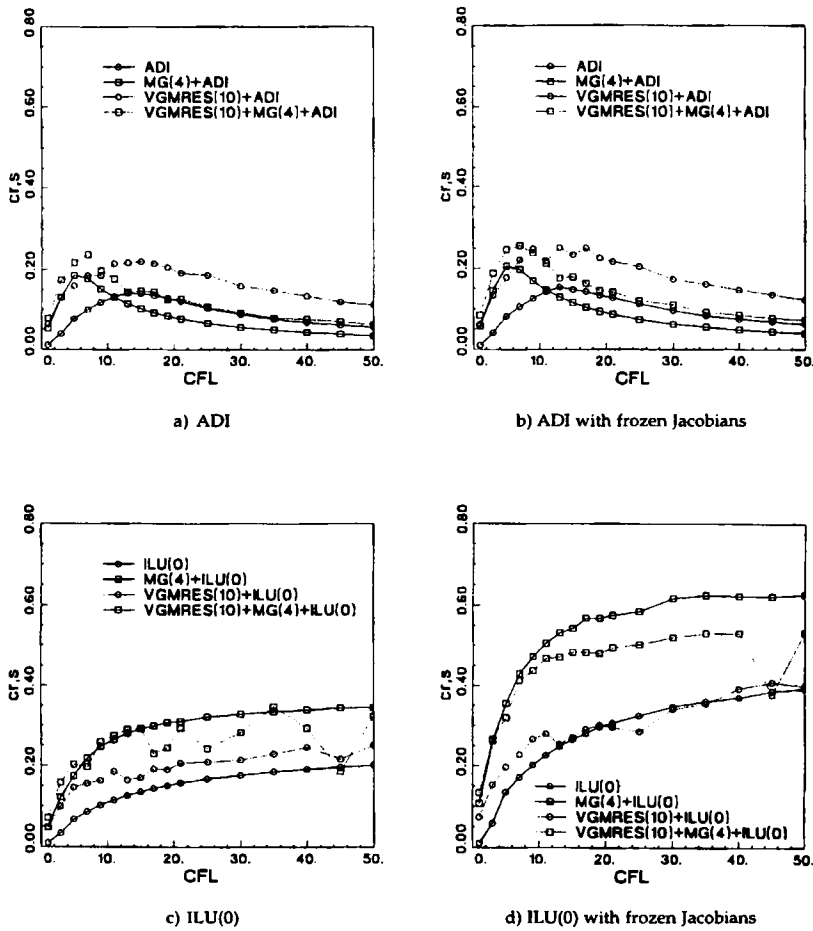 cr,s
0.00 0.20 0.40 0.60 0.80
ADI
MG(4)+ADI
VGMRES(10)+ADI
VGMRES(10)+MG(4)+ADI
0. 10. 20. 30. 40. 50.
CFL
a) ADI
cr,s
0.00 0.20 0.40 0.60 0.80
ADI
MG(4)+ADI
VGMRES(10)+ADI
VGMRES(10)+MG(4)+ADI
0. 10. 20. 30. 40. 50.
CFL
b) ADI with frozen Jacobians
cr,s
0.00 0.20 0.40 0.60 0.80
ILU(0)
MG(4)+ILU(0)
VGMRES(10)+ILU(0)
VGMRES(10)+MG(4)+ILU(0)
0. 10. 20. 30. 40. 50.
CFL
c) ILU(0)
cr,s
0.00 0.20 0.40 0.60 0.80
ILU(0)
MG(4)+ILU(0)
VGMRES(10)+ILU(0)
VGMRES(10)+MG(4)+ILU(0)
0. 10. 20. 30. 40. 50.
CFL
d) ILU(0) with frozen Jacobians